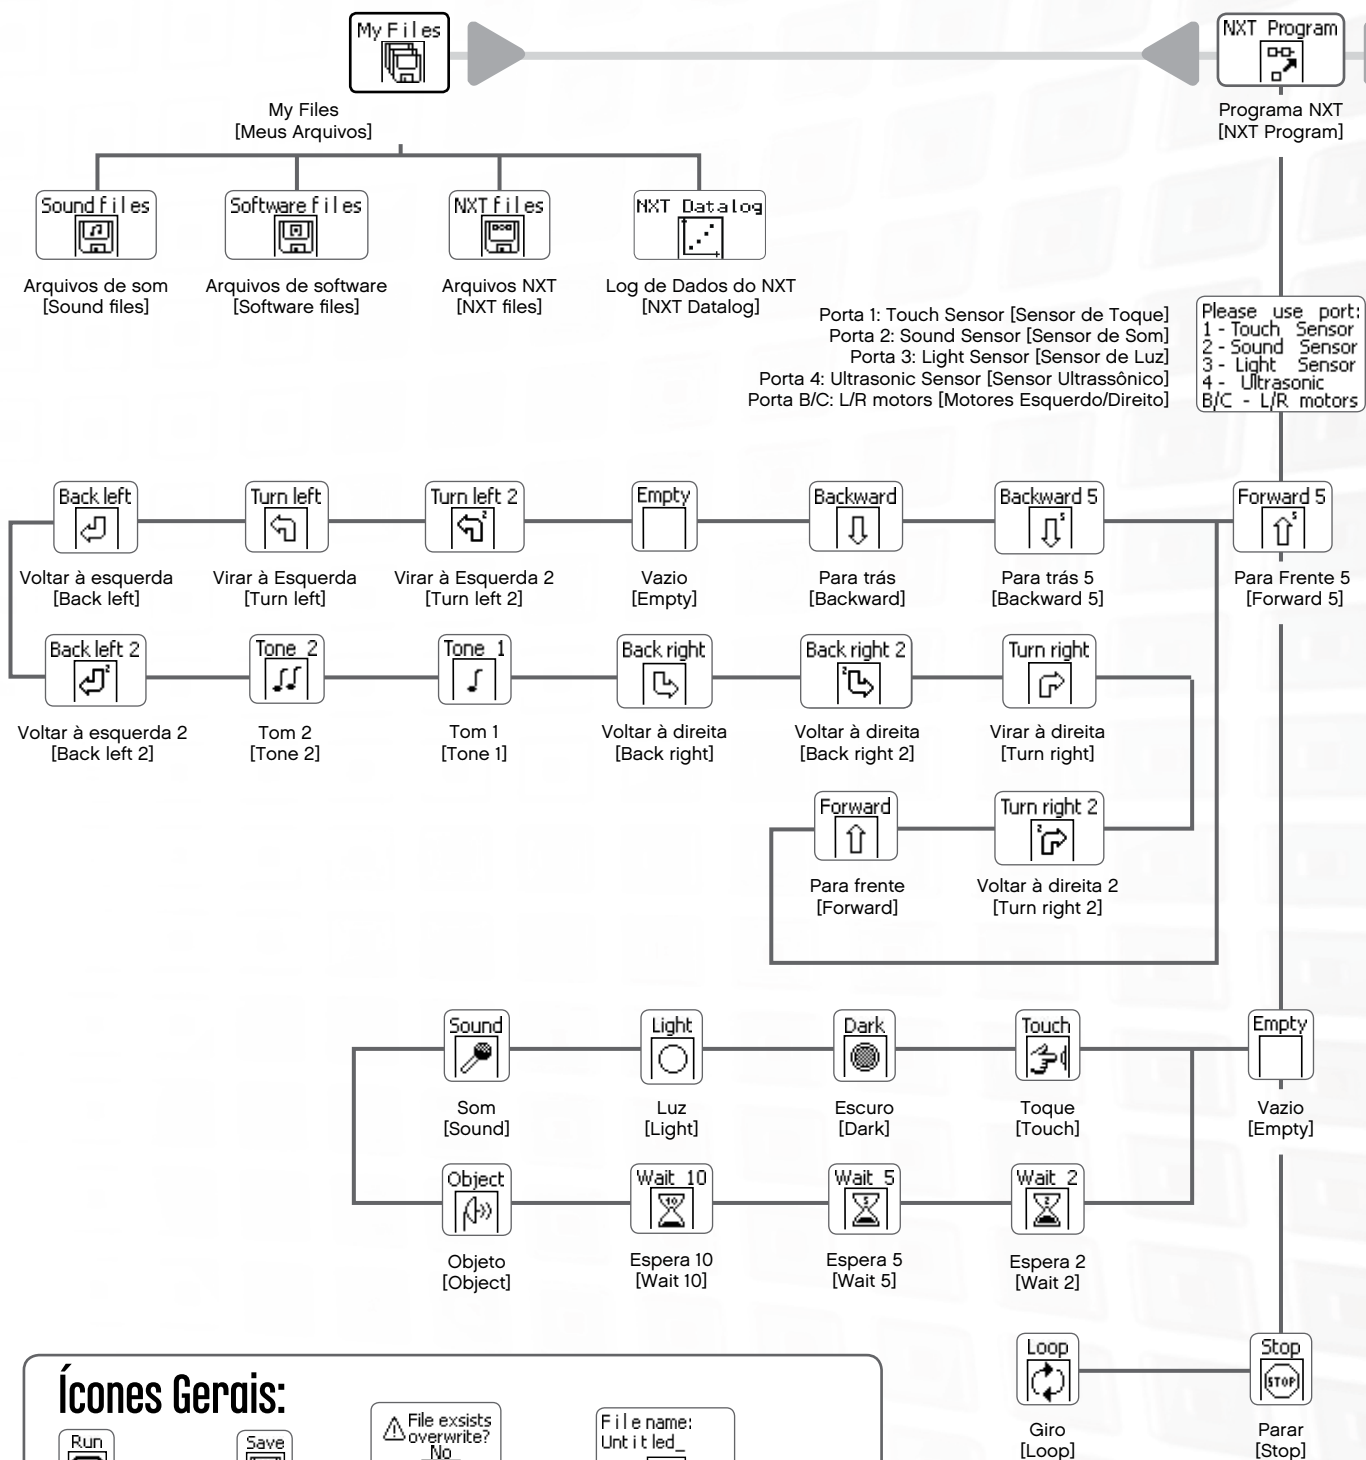 My Files
NXT Program
My Files
[Meus Arquivos]
Programa NXT
[NXT Program]
Sound files
Software files
NXT files
NXT Datalog
Arquivos de som
[Sound files]
Arquivos de software
[Software files]
Arquivos NXT
[NXT files]
Log de Dados do NXT
[NXT Datalog]
Porta 1: Touch Sensor [Sensor de Toque]
Porta 2: Sound Sensor [Sensor de Som]
Porta 3: Light Sensor [Sensor de Luz]
Porta 4: Ultrasonic Sensor [Sensor Ultrassônico]
Porta B/C: L/R motors [Motores Esquerdo/Direito]
Please use port:
1 - Touch Sensor
2 - Sound Sensor
3 - Light Sensor
4 - Ultrasonic
B/C - L/R motors
Back left
Turn left
Turn left 2
2
Empty
Backward
Backward 5
5
Forward 5
5
Voltar à esquerda
[Back left]
Virar à Esquerda
[Turn left]
Virar à Esquerda 2
[Turn left 2]
Vazio
[Empty]
Para trás
[Backward]
Para trás 5
[Backward 5]
Para Frente 5
[Forward 5]
Back left 2
2
Tone 2
Tone 1
Back right
Back right 2
2
Turn right
Voltar à esquerda 2
[Back left 2]
Tom 2
[Tone 2]
Tom 1
[Tone 1]
Voltar à direita
[Back right]
Voltar à direita
[Back right 2]
Virar à direita
[Turn right]
Forward
Turn right 2
2
Para frente
[Forward]
Voltar à direita 2
[Turn right 2]
Sound
Light
Dark
Touch
Empty
Som
[Sound]
Luz
[Light]
Escuro
[Dark]
Toque
[Touch]
Vazio
[Empty]
Object
Wait 10
10
Wait 5
5
Wait 2
2
Objeto
[Object]
Espera 10
[Wait 10]
Espera 5
[Wait 5]
Espera 2
[Wait 2]
Loop
Stop
STOP
Giro
[Loop]
Parar
[Stop]
Ícones Gerais:
Run
Save
File exsists
overwrite?
No
File name:
Untitled_